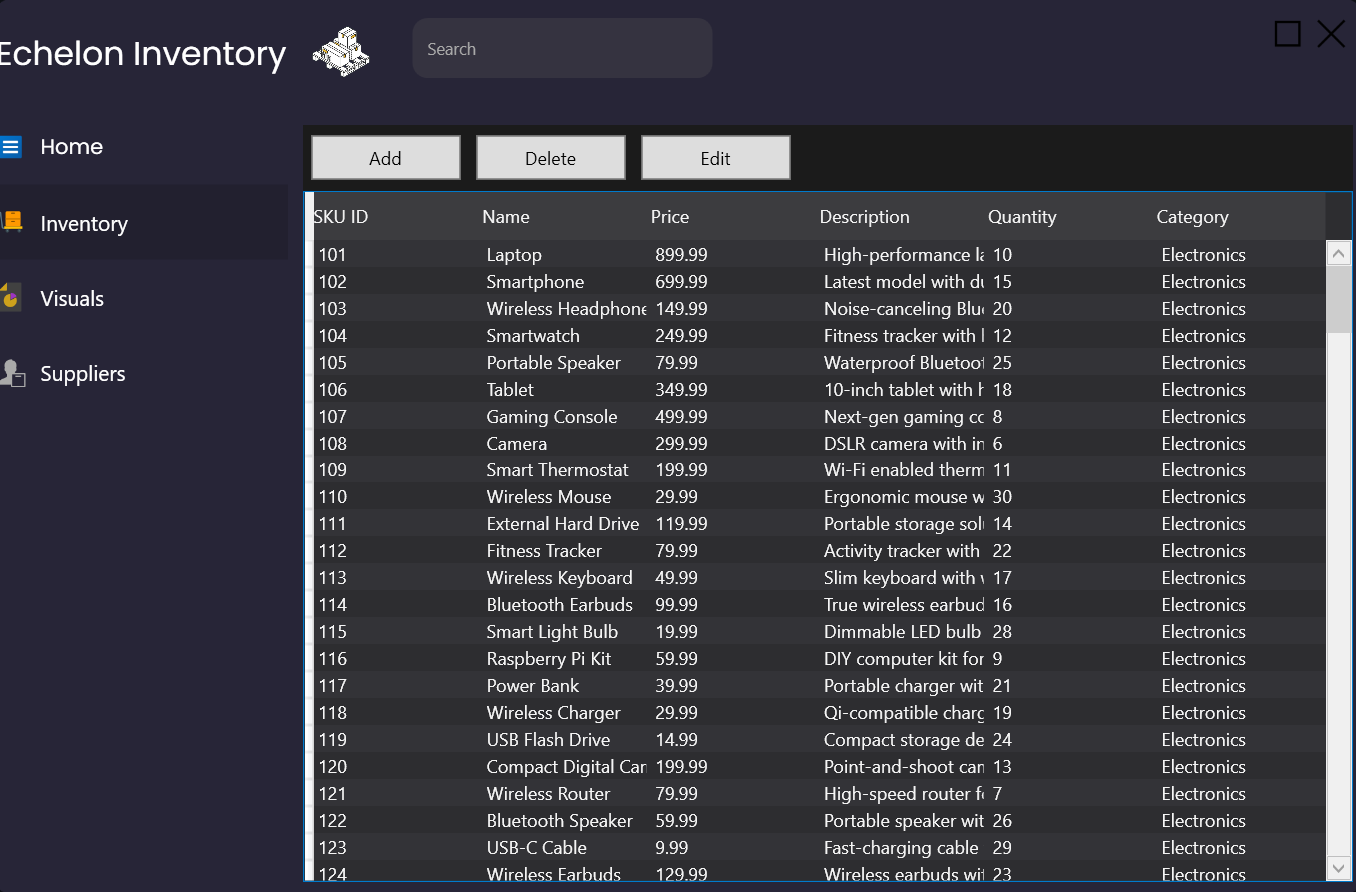 Echelon Inventory
Search
Home
Inventory
Visuals
Suppliers
Add Delete Edit
SKU ID Name Price Description Quantity Category
101 Laptop 899.99 High-performance 10 Electronics
102 Smartphone 699.99 Latest model with 15 Electronics
103 Wireless Headphone 149.99 Noise-canceling 20 Electronics
104 Smartwatch 249.99 Fitness tracker with 12 Electronics
105 Portable Speaker 79.99 Waterproof Bluetoot 25 Electronics
106 Tablet 349.99 10-inch tablet with 18 Electronics
107 Gaming Console 499.99 Next-gen gaming 8 Electronics
108 Camera 299.99 DSLR camera with in 6 Electronics
109 Smart Thermostat 199.99 Wi-Fi enabled therm 11 Electronics
110 Wireless Mouse 29.99 Ergonomic mouse w 30 Electronics
111 External Hard Drive 119.99 Portable storage 14 Electronics
112 Fitness Tracker 79.99 Activity tracker with 22 Electronics
113 Wireless Keyboard 49.99 Slim keyboard with 17 Electronics
114 Bluetooth Earbuds 99.99 True wireless earbud 16 Electronics
115 Smart Light Bulb 19.99 Dimmable LED bulb 28 Electronics
116 Raspberry Pi Kit 59.99 DIY computer kit for 9 Electronics
117 Power Bank 39.99 Portable charger wit 21 Electronics
118 Wireless Charger 29.99 Qi-compatible charg 19 Electronics
119 USB Flash Drive 14.99 Compact storage de 24 Electronics
120 Compact Digital 199.99 Point-and-shoot cam 13 Electronics
121 Wireless Router 79.99 High-speed router 7 Electronics
122 Bluetooth Speaker 59.99 Portable speaker wit 26 Electronics
123 USB-C Cable 9.99 Fast-charging cable 29 Electronics
124 Wireless Earbuds 129.99 Wireless earbuds wit 23 Electronics